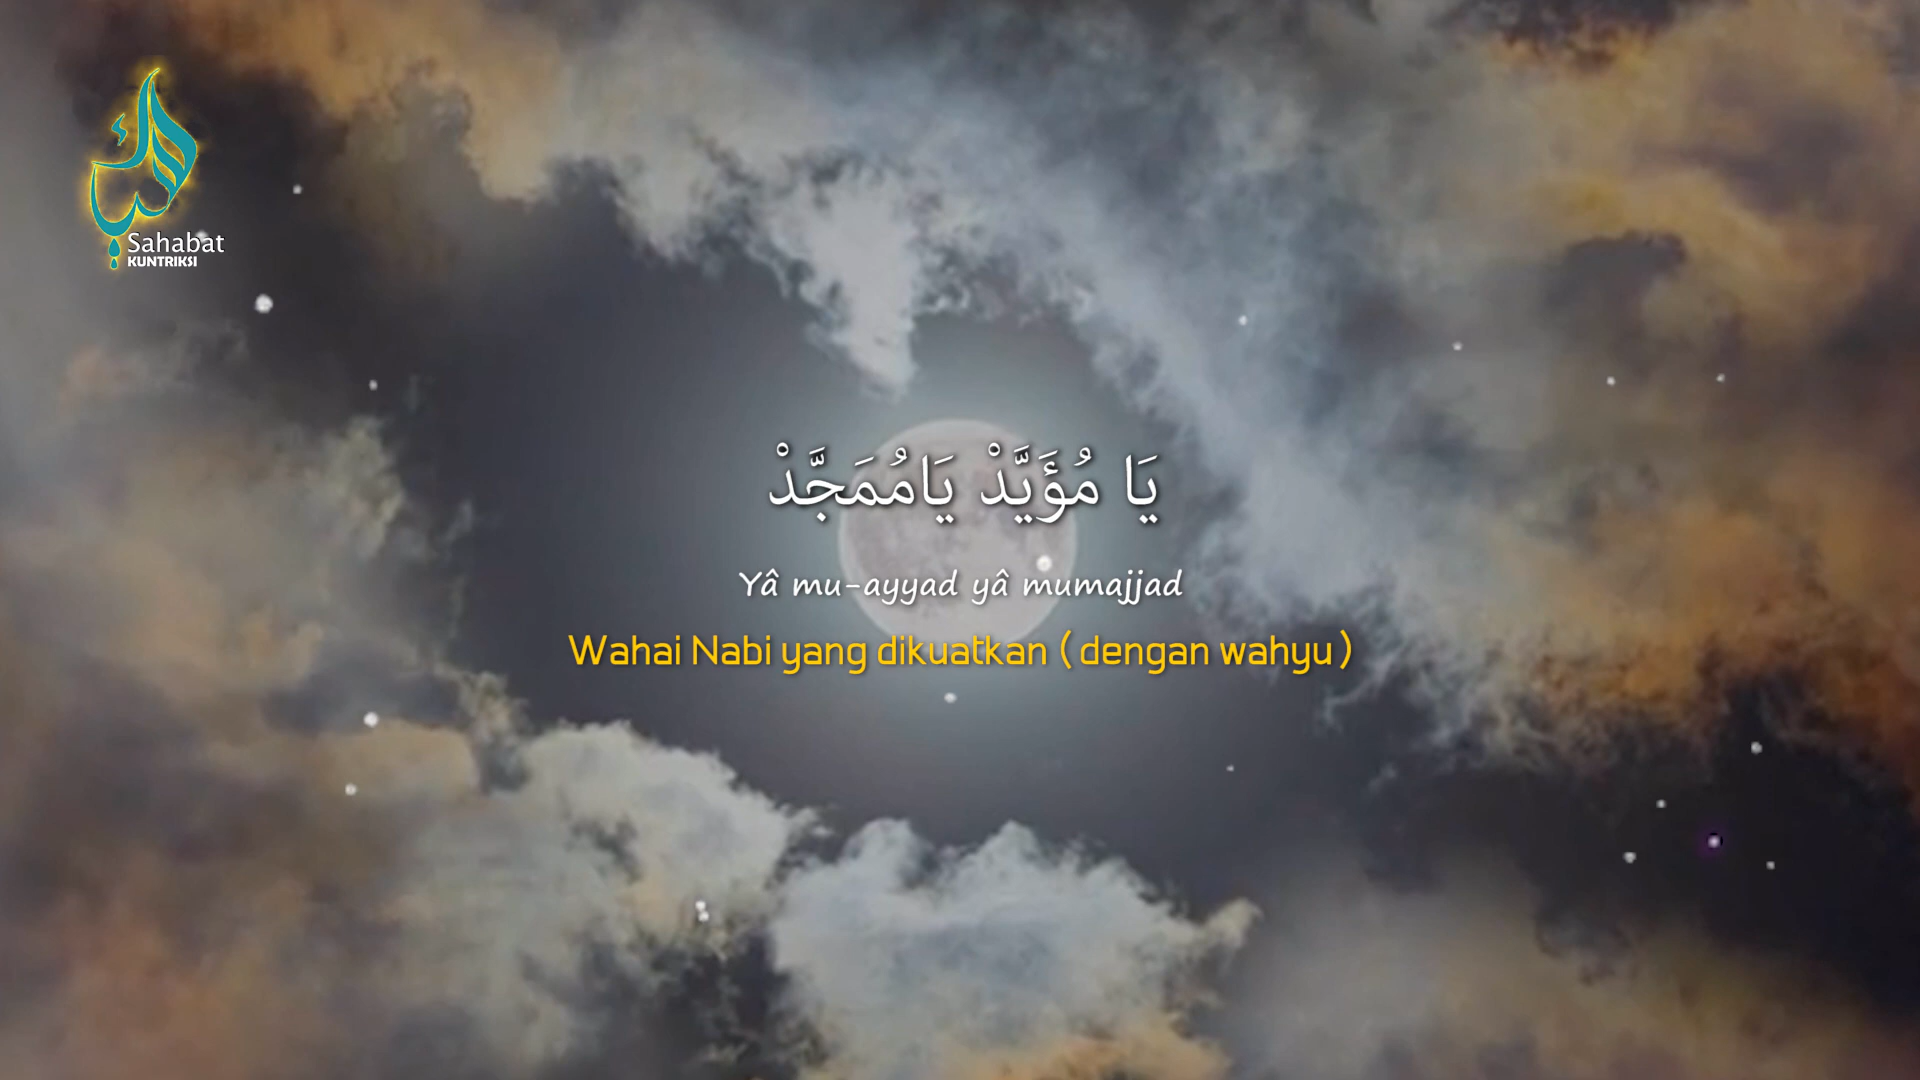 Sahabat
KUNTRIKSI
يَا مُؤَيَّدْ يَامُمَجَّدْ
Yâ mu-ayyad yâ mumajjad
Wahai Nabi yang dikuatkan (dengan wahyu)